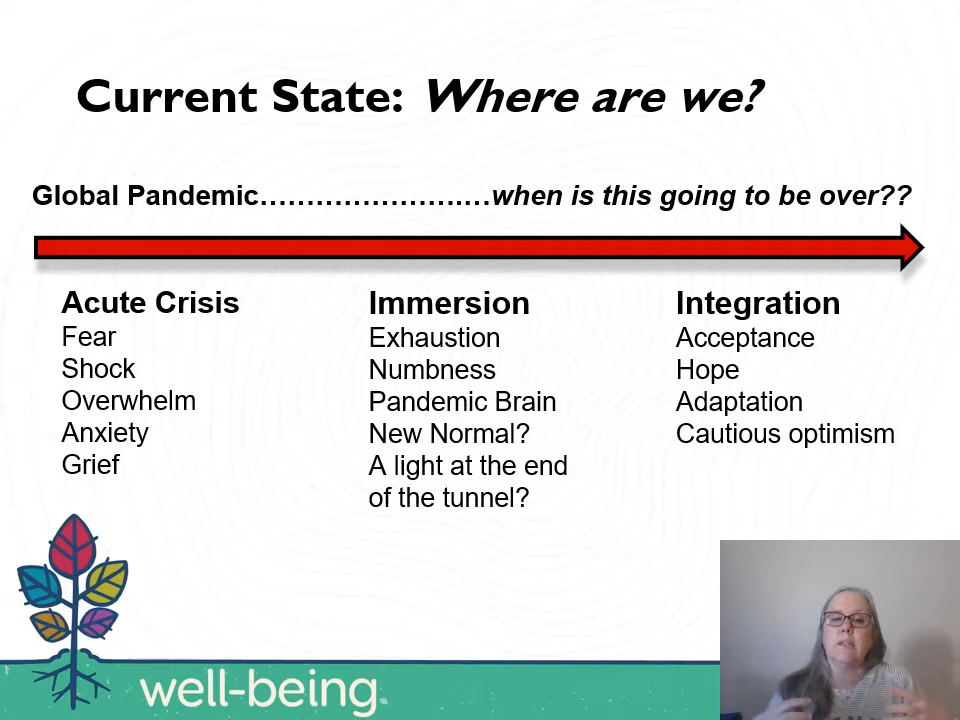 Current State: Where are we?
Global Pandemic…………………..…when is this going to be over??
Acute Crisis
Fear
Shock
Overwhelm
Anxiety
Grief
Immersion
Exhaustion
Numbness
Pandemic Brain
New Normal?
A light at the end
of the tunnel?
Integration
Acceptance
Hope
Adaptation
Cautious optimism
well-being